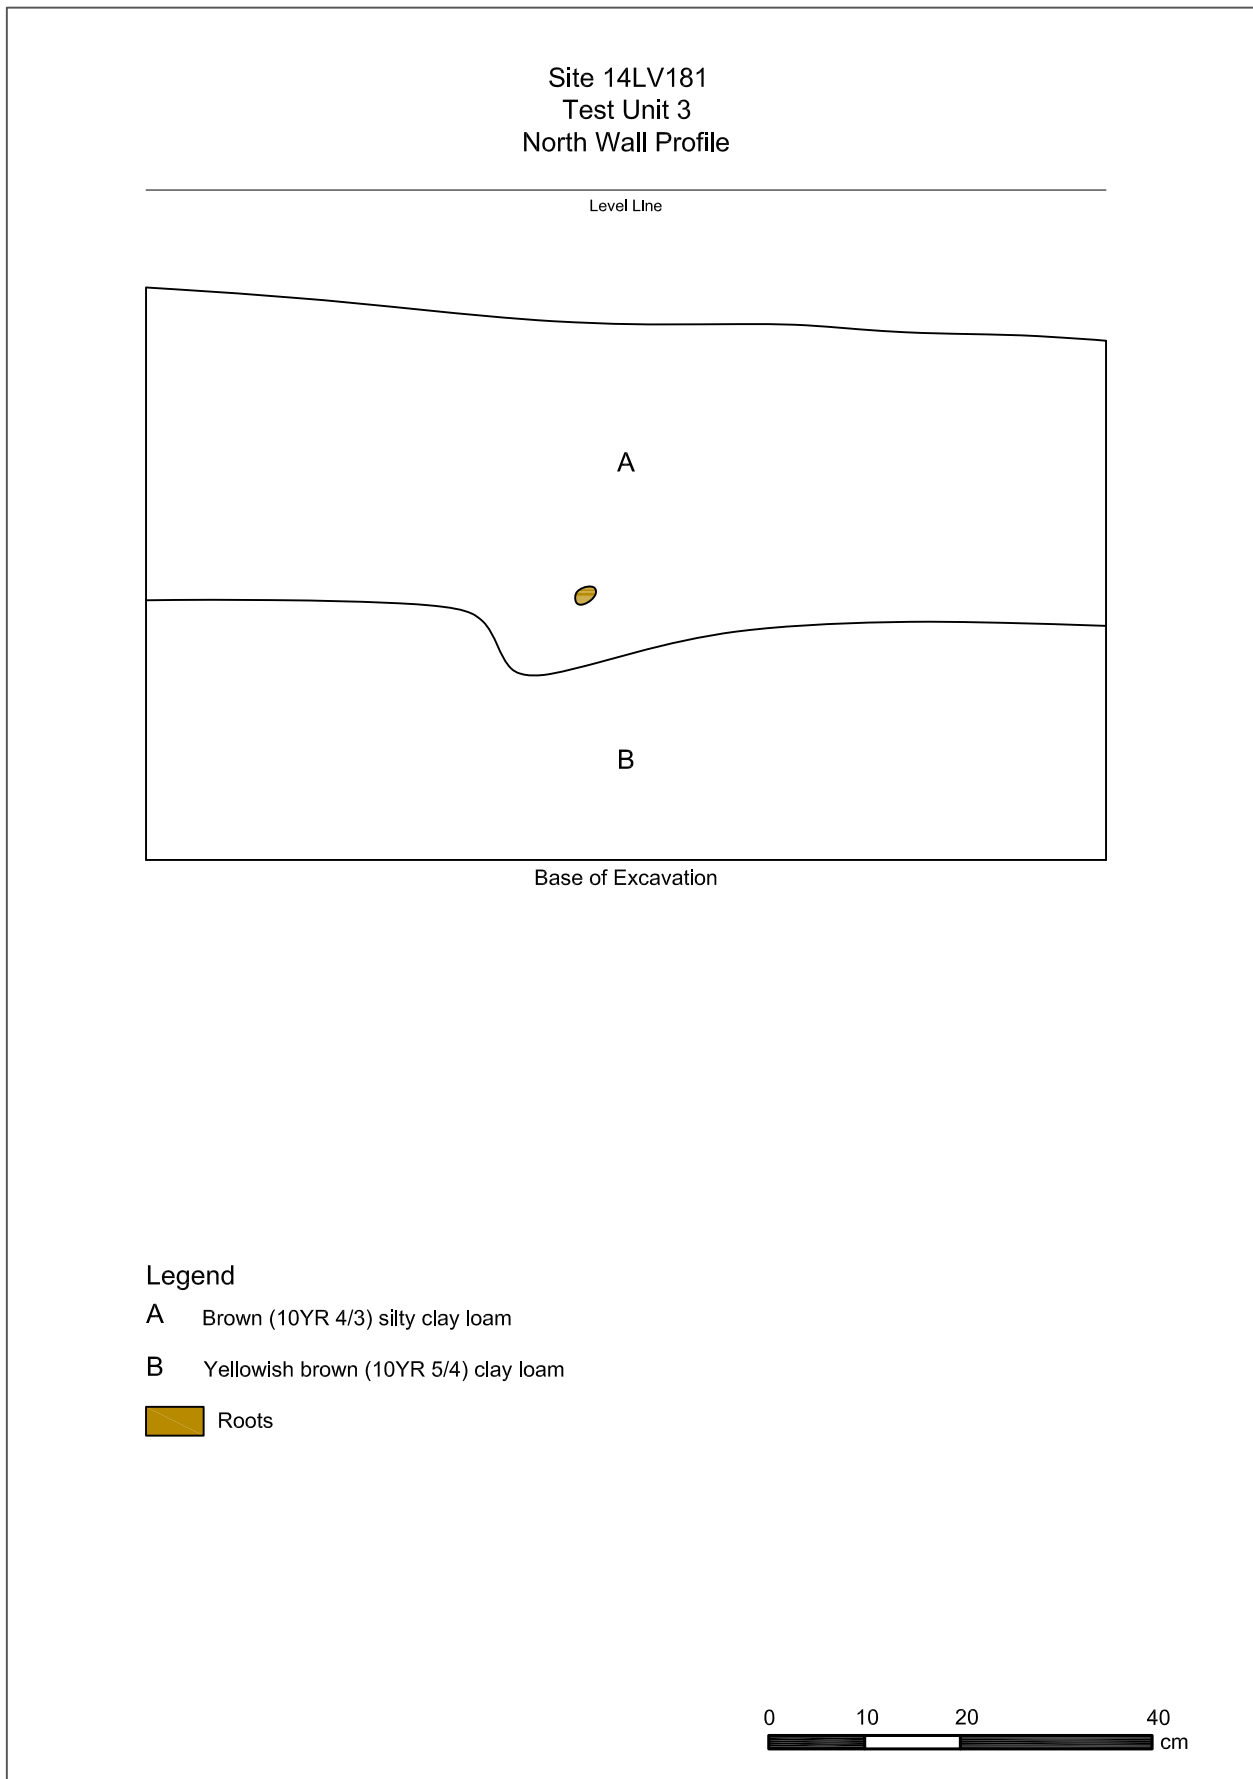 Site 14LV181
Test Unit 3
North Wall Profile
Level LIne
A
B
Base of Excavation
Legend
A Brown (10YR 4/3) silty clay loam
B Yellowish brown (10YR 5/4) clay loam
Roots
0 10 20 40
cm